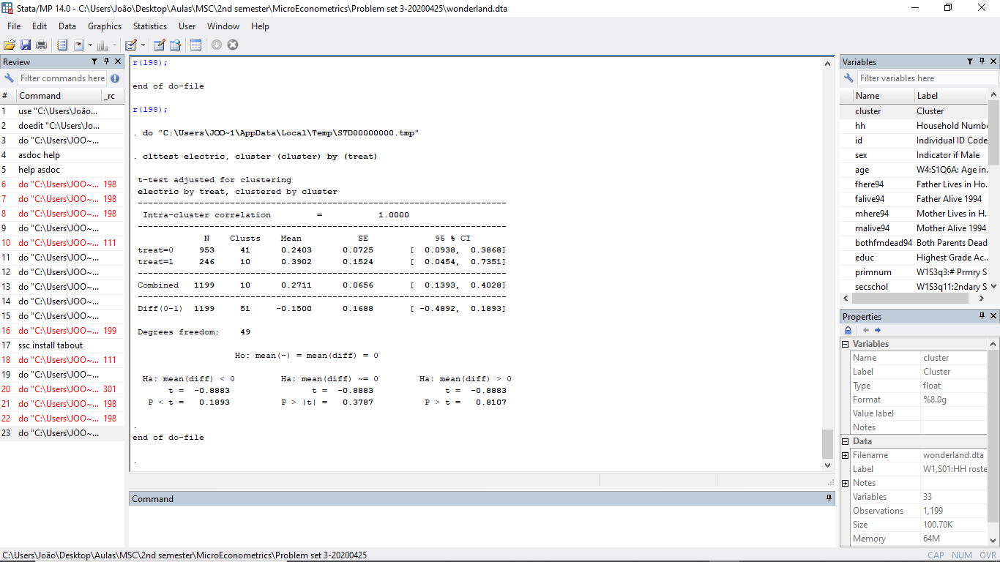 Stata/MP 14.0 - C:\Users\João\Desktop\Aulas\MSC\2nd semester\MicroEconometrics\Problem set 3-20200425\wonderland.dta
File Edit Data Graphics Statistics User Window Help
Review
Filter commands here
# Command _rc
1 use "C:\Users\João...
2 doedit "C:\Users\Jo...
3 do "C:\Users\JOO~...
4 asdoc help
5 help asdoc
6 do "C:\Users\JOO~... 198
7 do "C:\Users\JOO~... 198
8 do "C:\Users\JOO~... 198
9 do "C:\Users\JOO~...
10 do "C:\Users\JOO~... 111
11 do "C:\Users\JOO~...
12 do "C:\Users\JOO~...
13 do "C:\Users\JOO~...
14 do "C:\Users\JOO~...
15 do "C:\Users\JOO~...
16 do "C:\Users\JOO~... 199
17 ssc install tabout
18 do "C:\Users\JOO~... 111
19 do "C:\Users\JOO~...
20 do "C:\Users\JOO~... 301
21 do "C:\Users\JOO~... 198
22 do "C:\Users\JOO~... 198
23 do "C:\Users\JOO~...
r(198);
end of do-file
r(198);
. do "C:\Users\JOO~1\AppData\Local\Temp\STD00000000.tmp"
. clttest electric, cluster (cluster) by (treat)
t-test adjusted for clustering
electric by treat, clustered by cluster
Intra-cluster correlation = 1.0000
N Clusts Mean SE 95 % CI
treat=0 953 41 0.2403 0.0725 [ 0.0938, 0.3868]
treat=1 246 10 0.3902 0.1524 [ 0.0454, 0.7351]
Combined 1199 10 0.2711 0.0656 [ 0.1393, 0.4028]
Diff(0-1) 1199 51 -0.1500 0.1688 [ -0.4892, 0.1893]
Degrees freedom: 49
Ho: mean(-) = mean(diff) = 0
Ha: mean(diff) < 0 Ha: mean(diff) ~= 0 Ha: mean(diff) > 0
t = -0.8883 t = -0.8883 t = -0.8883
P < t = 0.1893 P > |t| = 0.3787 P > t = 0.8107
.
end of do-file
.
Command
Variables
Filter variables here
Name Label
cluster Cluster
hh Household Numb
id Individual ID Code
sex Indicator if Male
age W4:S1Q6A: Age in.
fhere94 Father Lives in Ho.
falive94 Father Alive 1994
mhere94 Mother Lives in H.
malive94 Mother Alive 1994
bothfmdead94 Both Parents Dead
educ Highest Grade Ac..
primnum W1S3q3:# Prmry S
secschol W1S3q11:2ndary S
Properties
Variables
Name cluster
Label Cluster
Type float
Format %8.0g
Value label
Notes
Data
Filename wonderland.dta
Label W1,S01:HH roste
Notes
Variables 33
Observations 1,199
Size 100.70K
Memory 64M
C:\Users\João\Desktop\Aulas\MSC\2nd semester\MicroEconometrics\Problem set 3-20200425
CAP NUM OVR